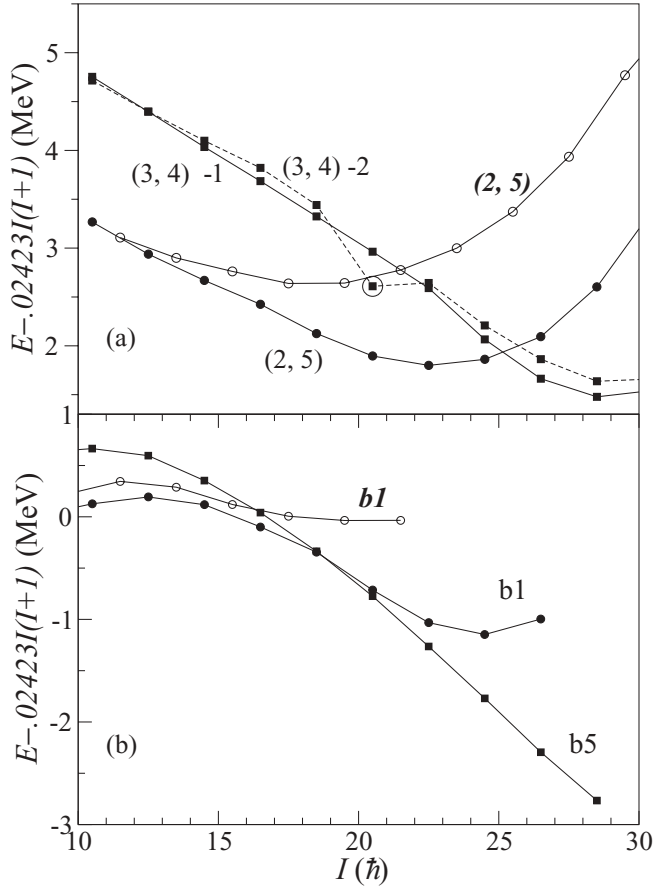 5
4
3
2
1
E−.02423I(I+1) (MeV)
(3, 4) -1
(3, 4) -2
(2, 5)
(2, 5)
(a)
0
-1
-2
-3
E−.02423I(I+1) (MeV)
b1
b1
b5
(b)
10
15
20
25
30
I (ħ)